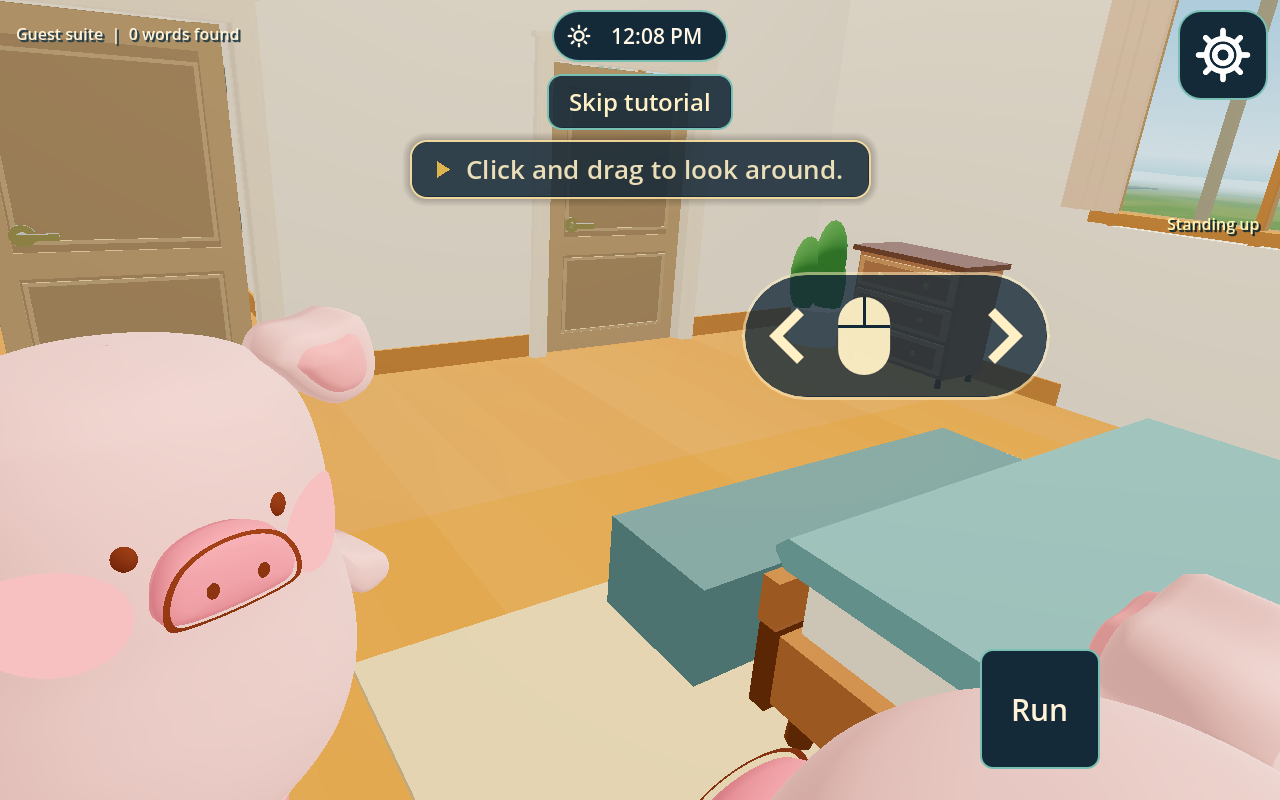 Guest suite | 0 words found
12:08 PM
Skip tutorial
Click and drag to look around.
Standing up
Run